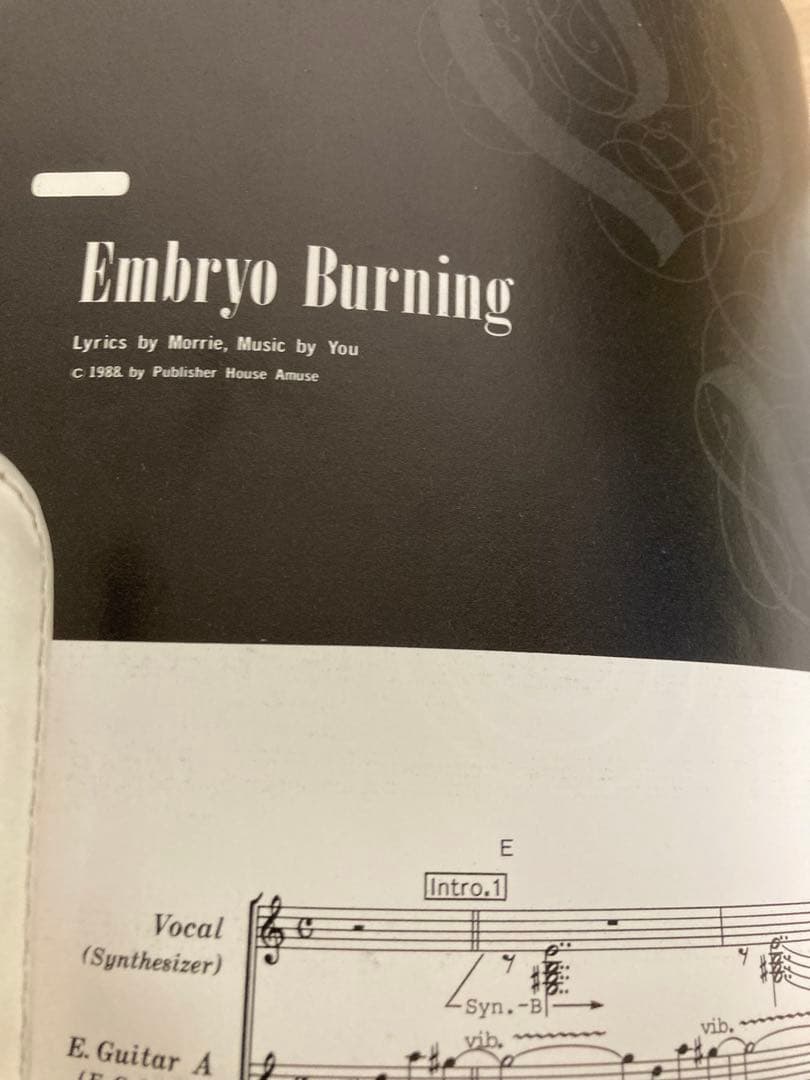 Embryo Burning
Lyrics by Morrie, Music by You
© 1988. by Publisher House Amuse
E
Intro.1
Vocal
(Synthesizer)
Syn.-B
vib.
vib.
E. Guitar A